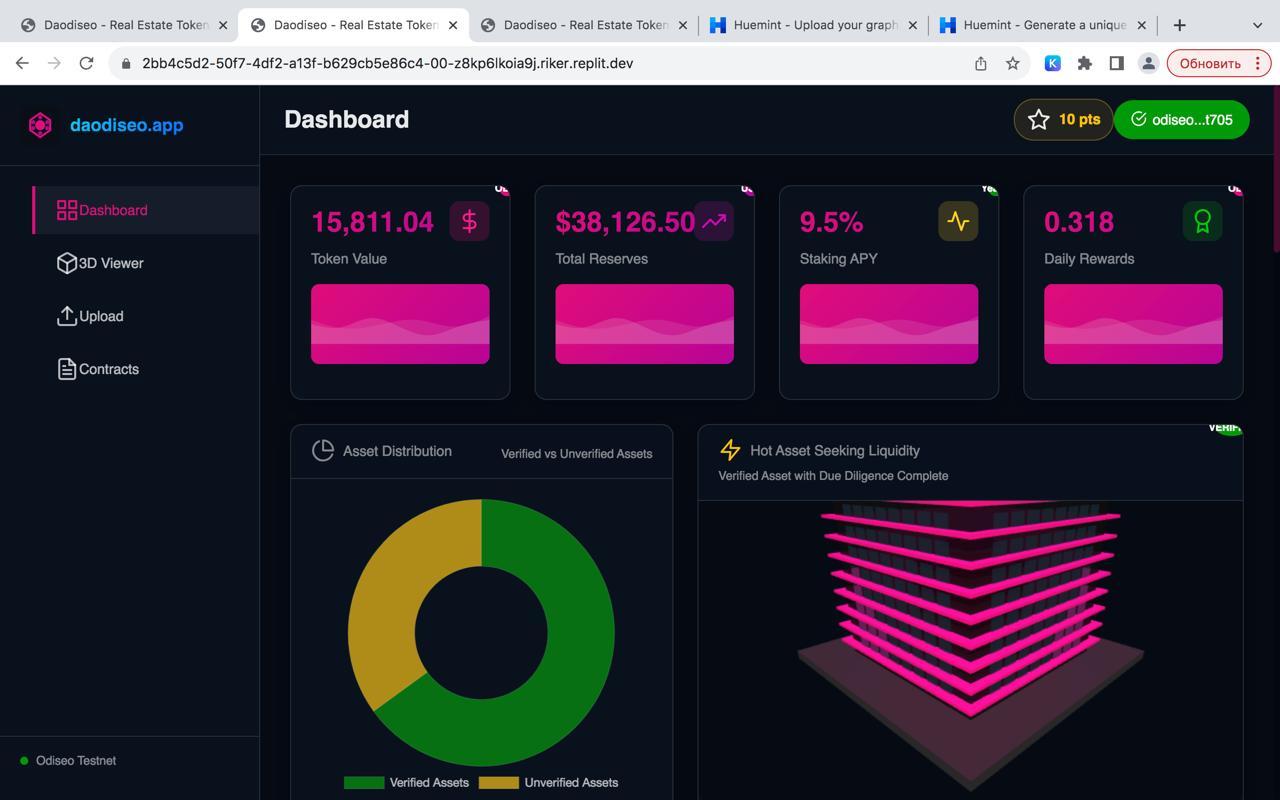 Daodiseo - Real Estate Token
Daodiseo - Real Estate Token
Daodiseo - Real Estate Token
Huemint - Upload your graph
Huemint - Generate a unique
2bb4c5d2-50f7-4df2-a13f-b629cb5e86c4-00-z8kp6lkoia9j.riker.replit.dev
Обновить
daodiseo.app
Dashboard
10 pts
odiseo...t705
Dashboard
3D Viewer
Upload
Contracts
15,811.04
Token Value
$38,126.50
Total Reserves
9.5%
Staking APY
0.318
Daily Rewards
Asset Distribution
Verified vs Unverified Assets
Hot Asset Seeking Liquidity
Verified Asset with Due Diligence Complete
Verified Assets
Unverified Assets
Odiseo Testnet